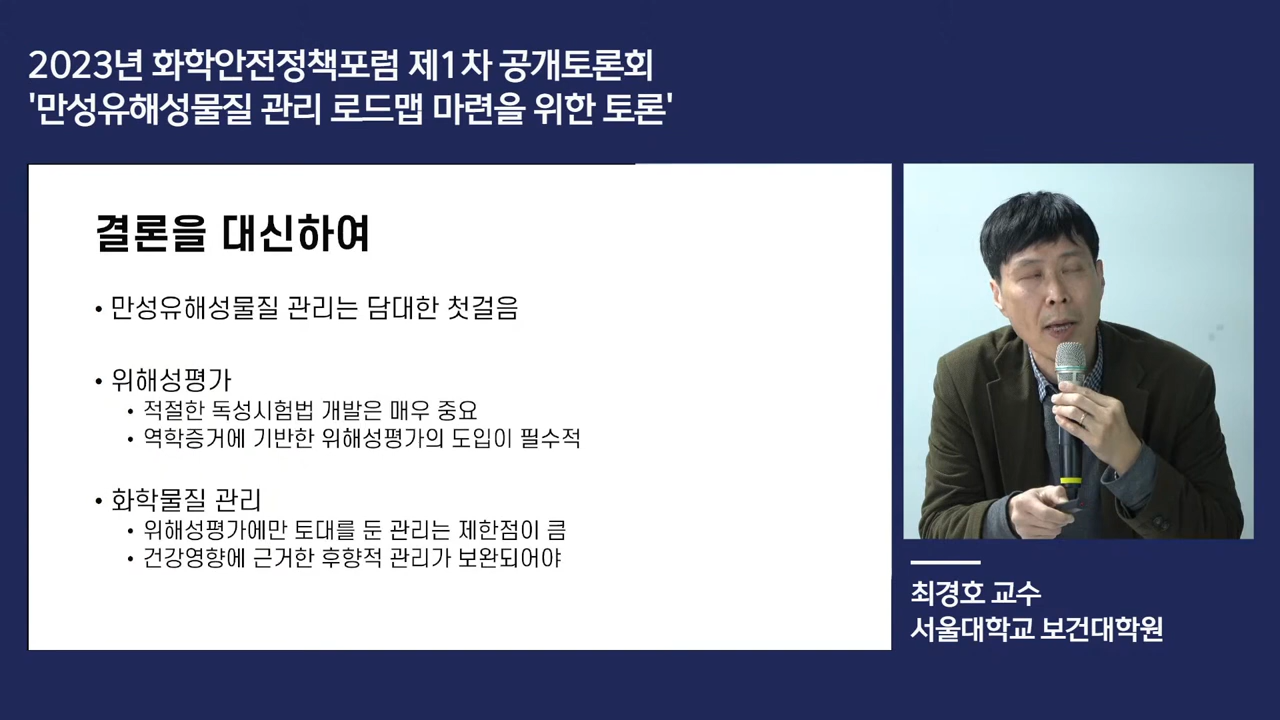 2023년 화학안전정책포럼 제1차 공개토론회
'만성유해성물질 관리 로드맵 마련을 위한 토론'
결론을 대신하여
• 만성유해성물질 관리는 담대한 첫걸음
• 위해성평가
• 적절한 독성시험법 개발은 매우 중요
• 역학증거에 기반한 위해성평가의 도입이 필수적
• 화학물질 관리
• 위해성평가에만 토대를 둔 관리는 제한점이 큼
• 건강영향에 근거한 후향적 관리가 보완되어야
최경호 교수
서울대학교 보건대학원